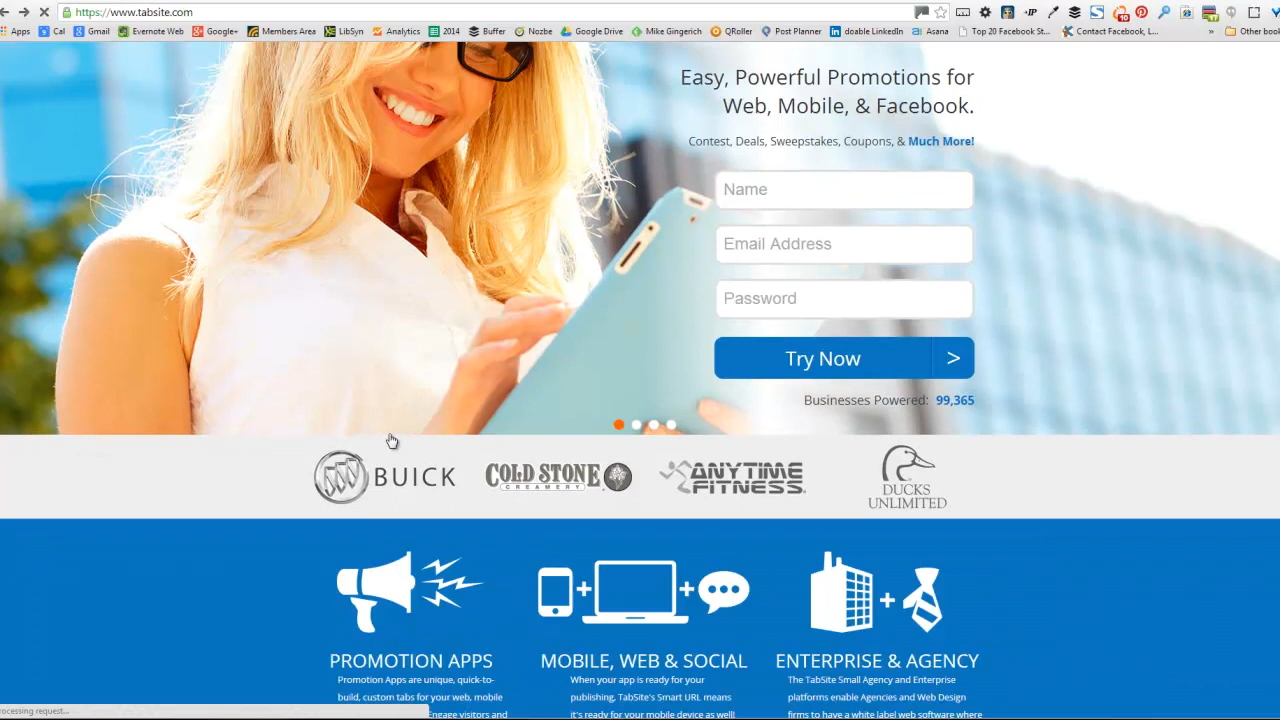 https://www.tabsite.com
Apps Cal Gmail Evernote Web Google+ Members Area LibSyn Analytics 2014 Buffer Nozbe Google Drive Mike Gingerich QRoller Post Planner doable LinkedIn Asana Top 20 Facebook St... Contact Facebook, L... » Other book
Easy, Powerful Promotions for
Web, Mobile, & Facebook.
Contest, Deals, Sweepstakes, Coupons, & Much More!
Name
Email Address
Password
Try Now >
Businesses Powered: 99,365
BUICK
COLD STONE
CREAMERY
ANYTIME
FITNESS
DUCKS
UNLIMITED
PROMOTION APPS
Promotion Apps are unique, quick-to-
build, custom tabs for your web, mobile
Engage visitors and
MOBILE, WEB & SOCIAL
When your app is ready for your
publishing, TabSite's Smart URL means
it's ready for your mobile device as well!
ENTERPRISE & AGENCY
The TabSite Small Agency and Enterprise
platforms enable Agencies and Web Design
firms to have a white label web software where
rocessing request...